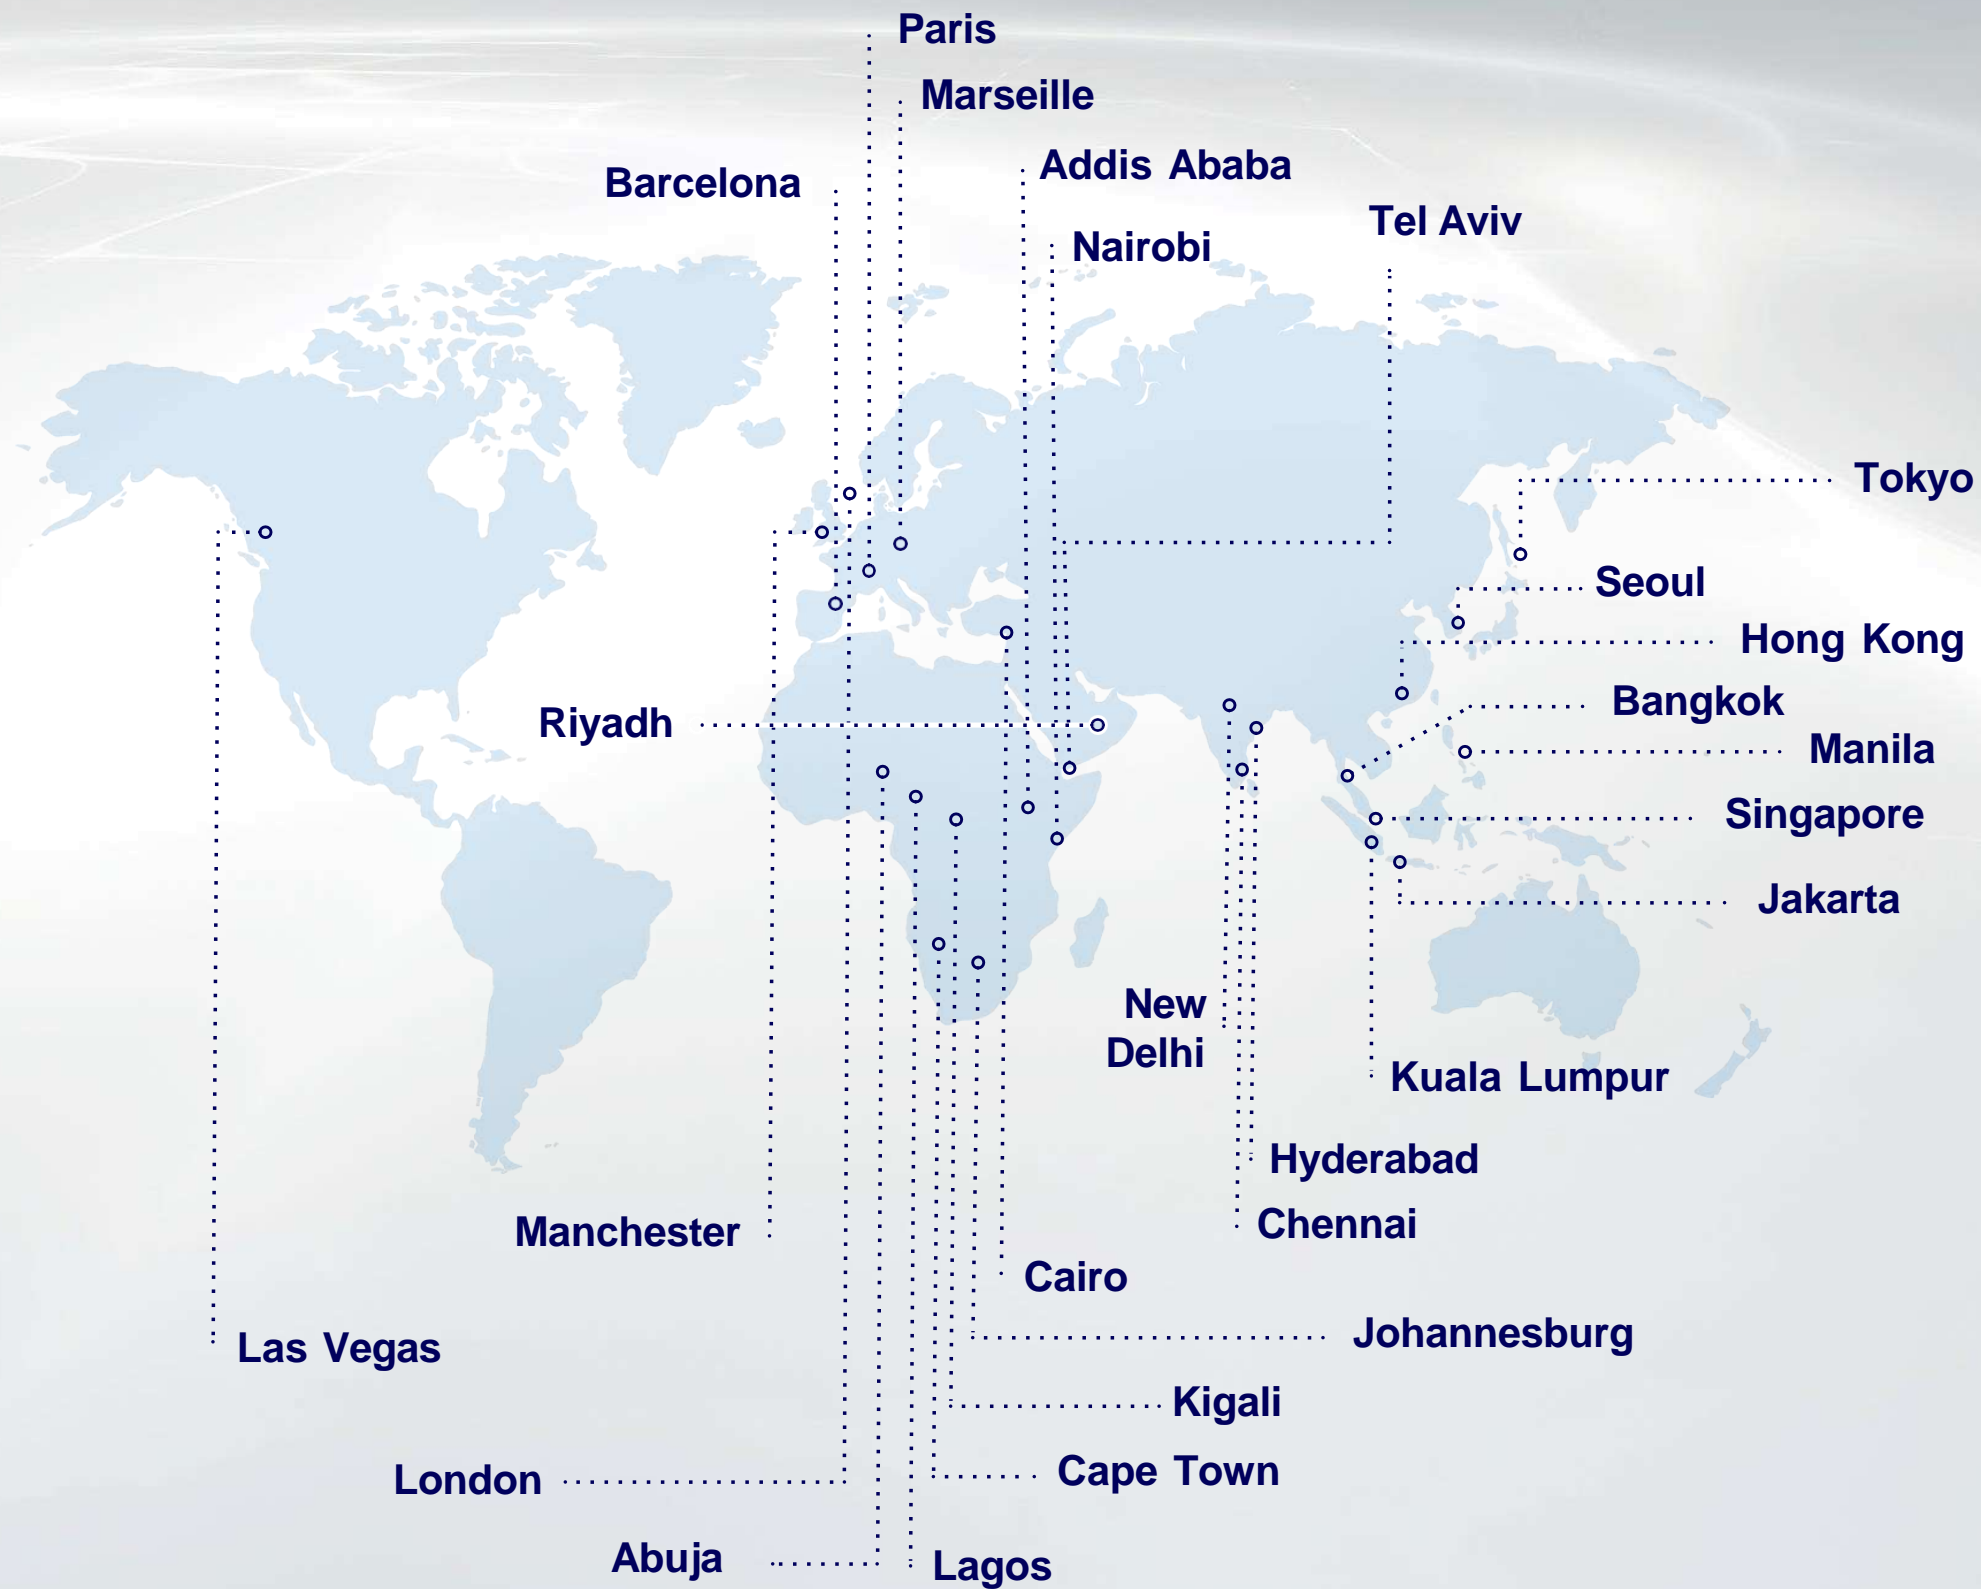 Paris
Marseille
Addis Ababa
Barcelona
Tel Aviv
Nairobi
Tokyo
Seoul
Hong Kong
Bangkok
Riyadh
Manila
Singapore
Jakarta
New
Delhi
Kuala Lumpur
Hyderabad
Chennai
Manchester
Cairo
Johannesburg
Las Vegas
Kigali
Cape Town
London
Abuja
Lagos